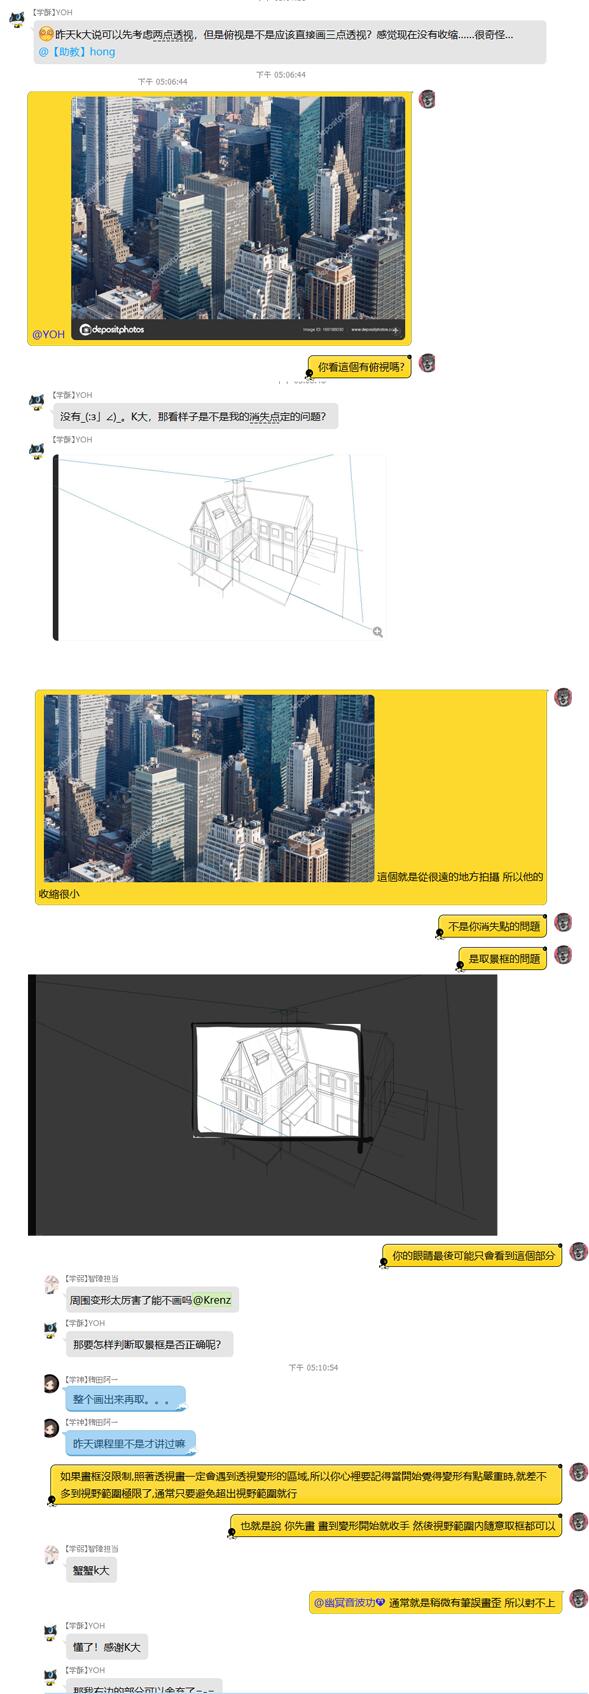 【学酥】YOH
昨天k大说可以先考虑两点透视，但是俯视是不是应该直接画三点透视？感觉现在没有收缩......很奇怪...
@【助教】hong
下午 05:06:44
下午 05:06:44
depositphotos
depositphotos
Image ID: 169188030
www.depositphotos.com
@YOH
你看這個有俯視嗎？
【学酥】YOH
没有_(:з」∠)_。K大，那看样子是不是我的消失点定的问题？
【学酥】YOH
這個就是從很遠的地方拍攝 所以他的
收缩很小
不是你消失點的問題
是取景框的問題
你的眼睛最後可能只會看到這個部分
【学弱】智障担当
周围变形太厉害了能不画吗@Krenz
【学酥】YOH
那要怎样判断取景框是否正确呢？
下午 05:10:54
【学神】稍田阿一
整个画出来再取。。。
【学神】稍田阿一
昨天课程里不是才讲过嘛
如果畫框沒限制,照著透視畫一定會遇到透視變形的區域,所以你心裡要記得當開始覺得變形有點嚴重時,就差不
多到視野範圍極限了,通常只要避免超出視野範圍就行
也就是說 你先畫 畫到變形開始就收手 然後視野範圍內隨意取框都可以
【学弱】智障担当
蟹蟹k大
@幽冥音波功 通常就是稍微有筆誤畫歪 所以對不上
【学酥】YOH
懂了！感谢K大
【学酥】YOH
那我右边的部分可以舍弃了=-=